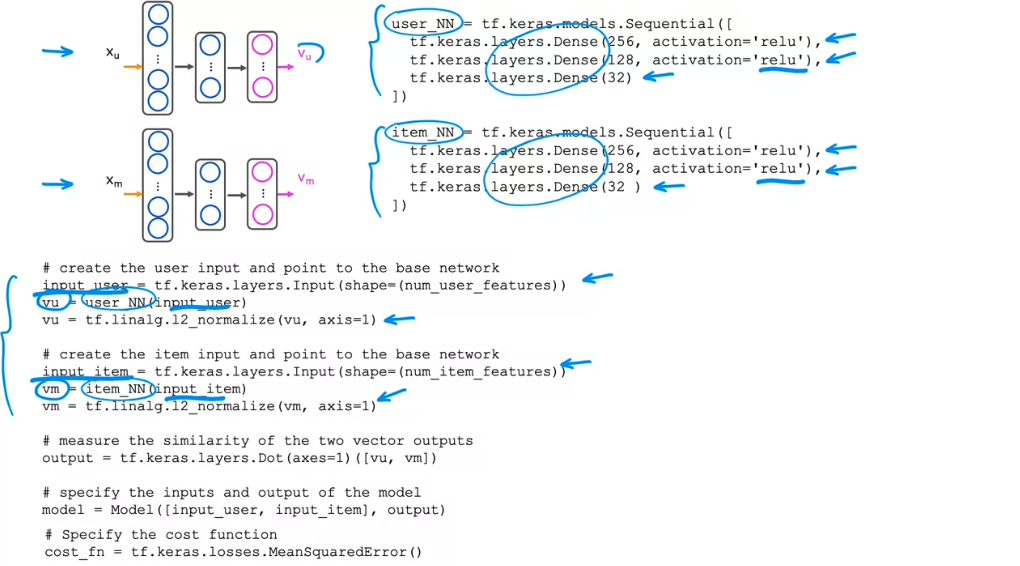 x_u
v_u
user_NN = tf.keras.models.Sequential([
tf.keras.layers.Dense(256, activation='relu'),
tf.keras.layers.Dense(128, activation='relu'),
tf.keras.layers.Dense(32)
])
x_m
v_m
item_NN = tf.keras.models.Sequential([
tf.keras.layers.Dense(256, activation='relu'),
tf.keras.layers.Dense(128, activation='relu'),
tf.keras.layers.Dense(32 )
])
# create the user input and point to the base network
input_user = tf.keras.layers.Input(shape=(num_user_features))
vu = user_NN(input_user)
vu = tf.linalg.l2_normalize(vu, axis=1)
# create the item input and point to the base network
input_item = tf.keras.layers.Input(shape=(num_item_features))
vm = item_NN(input_item)
vm = tf.linalg.l2_normalize(vm, axis=1)
# measure the similarity of the two vector outputs
output = tf.keras.layers.Dot(axes=1)([vu, vm])
# specify the inputs and output of the model
model = Model([input_user, input_item], output)
# Specify the cost function
cost_fn = tf.keras.losses.MeanSquaredError()